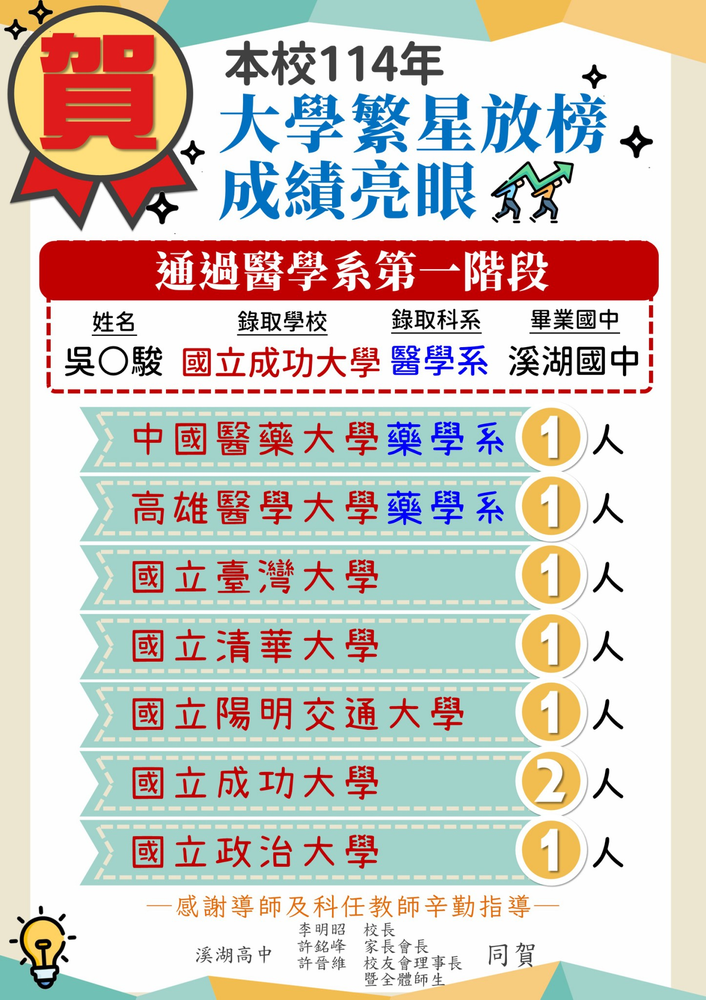 賀
本校114年
大學繁星放榜
成績亮眼
通過醫學系第一階段
姓名 錄取學校 錄取科系 畢業國中
吳〇駿 國立成功大學 醫學系 溪湖國中
中國醫藥大學藥學系 1 人
高雄醫學大學藥學系 1 人
國立臺灣大學 1 人
國立清華大學 1 人
國立陽明交通大學 1 人
國立成功大學 2 人
國立政治大學 1 人
—感謝導師及科任教師辛勤指導—
溪湖高中
李明昭 校長
許銘峰 家長會長
許晉維 校友會理事長
暨全體師生
同賀